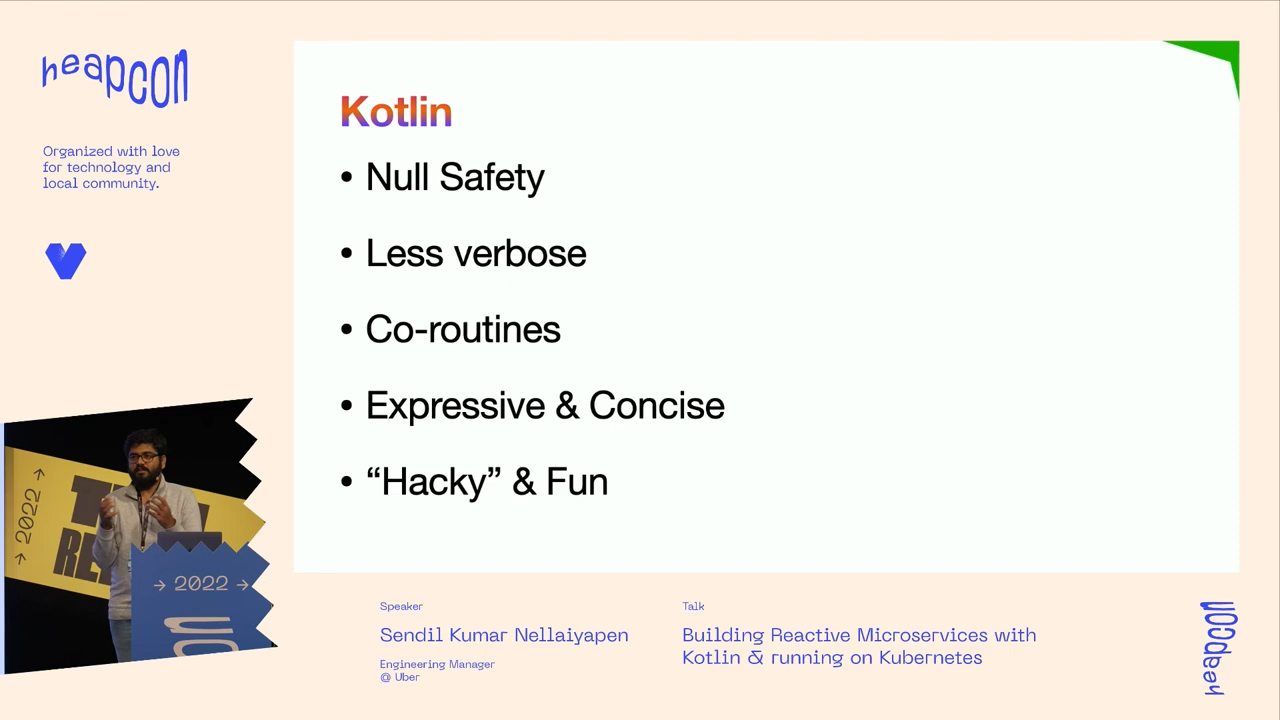 heapcon
Organized with love
for technology and
local community.
Kotlin
• Null Safety
• Less verbose
• Co-routines
• Expressive & Concise
• “Hacky” & Fun
→ 2022 →
→ 2022 →
Speaker
Sendil Kumar Nellaiyapen
Engineering Manager
@ Uber
Talk
Building Reactive Microservices with
Kotlin & running on Kubernetes
heapcon